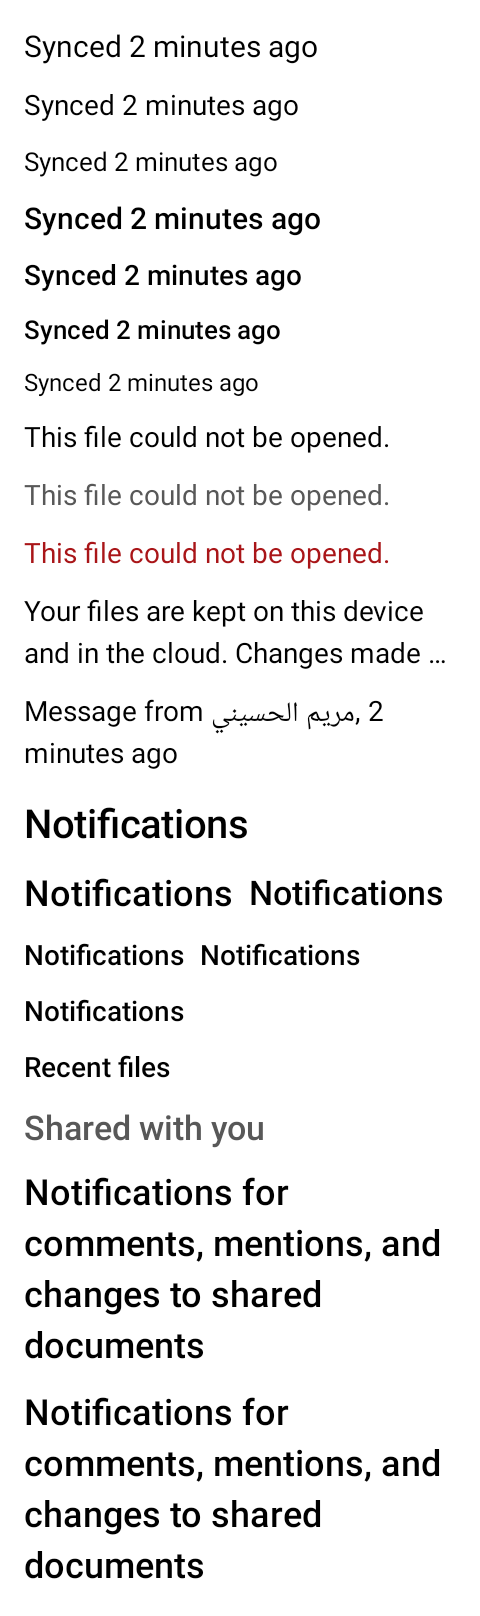 Synced 2 minutes ago
Synced 2 minutes ago
Synced 2 minutes ago
Synced 2 minutes ago
Synced 2 minutes ago
Synced 2 minutes ago
Synced 2 minutes ago
This file could not be opened.
This file could not be opened.
This file could not be opened.
Your files are kept on this device
and in the cloud. Changes made ...
Message from مريم الحسيني, 2
minutes ago
Notifications
Notifications Notifications
Notifications Notifications
Notifications
Recent files
Shared with you
Notifications for
comments, mentions, and
changes to shared
documents
Notifications for
comments, mentions, and
changes to shared
documents